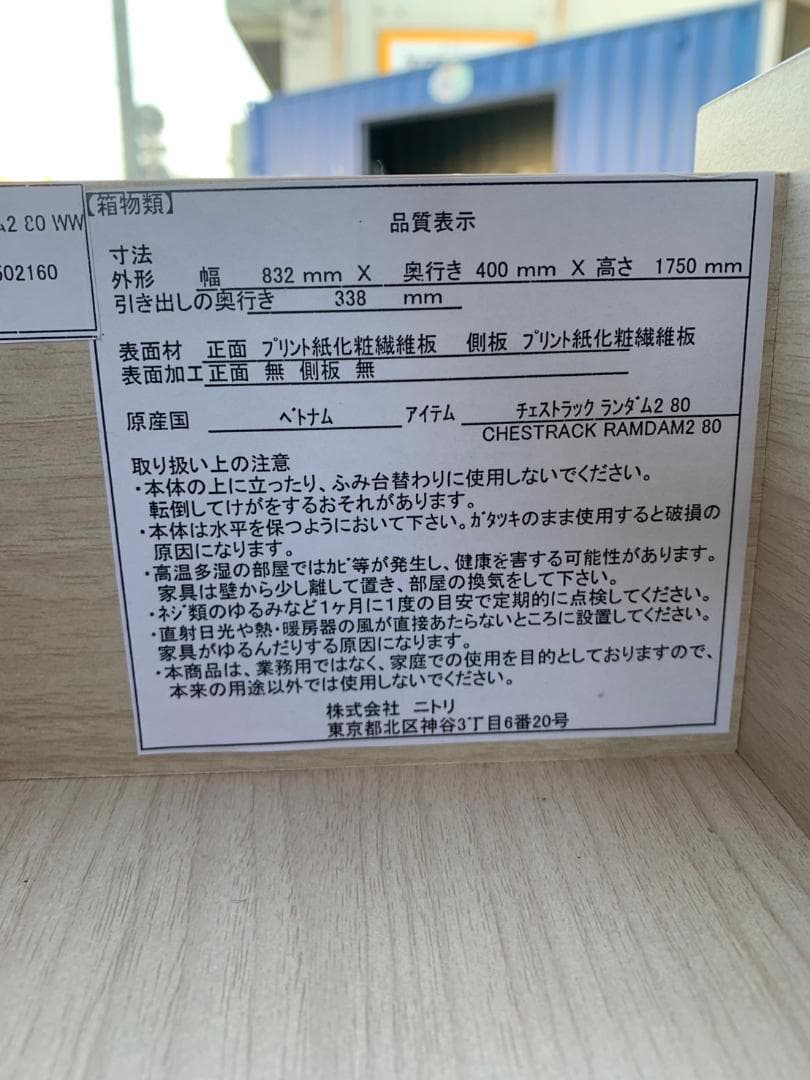 ム2 80 WW
502160
【箱物類】
品質表示
寸法
外形 幅 832 mm X 奥行き 400 mm X 高さ 1750 mm
引き出しの奥行き 338 mm
表面材 正面 プリント紙化粧繊維板 側板 プリント紙化粧繊維板
表面加工 正面 無 側板 無
原産国 ベトナム アイテム チェストラック ランダム2 80
CHESTRACK RAMDAM2 80
取り扱い上の注意
・本体の上に立ったり、ふみ台替わりに使用しないでください。
転倒してけがをするおそれがあります。
・本体は水平を保つようにおいて下さい。ガタツキのまま使用すると破損の
原因になります。
・高温多湿の部屋ではカビ等が発生し、健康を害する可能性があります。
家具は壁から少し離して置き、部屋の換気をして下さい。
・ネジ類のゆるみなど1ヶ月に1度の目安で定期的に点検してください。
・直射日光や熱・暖房器の風が直接あたらないところに設置してください。
家具がゆるんだりする原因になります。
・本商品は、業務用ではなく、家庭での使用を目的としておりますので、
本来の用途以外では使用しないでください。
株式会社 ニトリ
東京都北区神谷3丁目6番20号